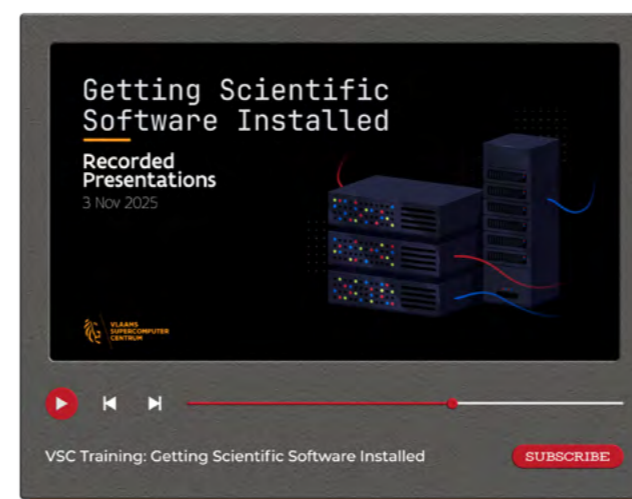 Getting Scientific
Software Installed
Recorded
Presentations
3 Nov 2025
VLAAMS
SUPERCOMPUTER
CENTRUM
VSC Training: Getting Scientific Software Installed
SUBSCRIBE